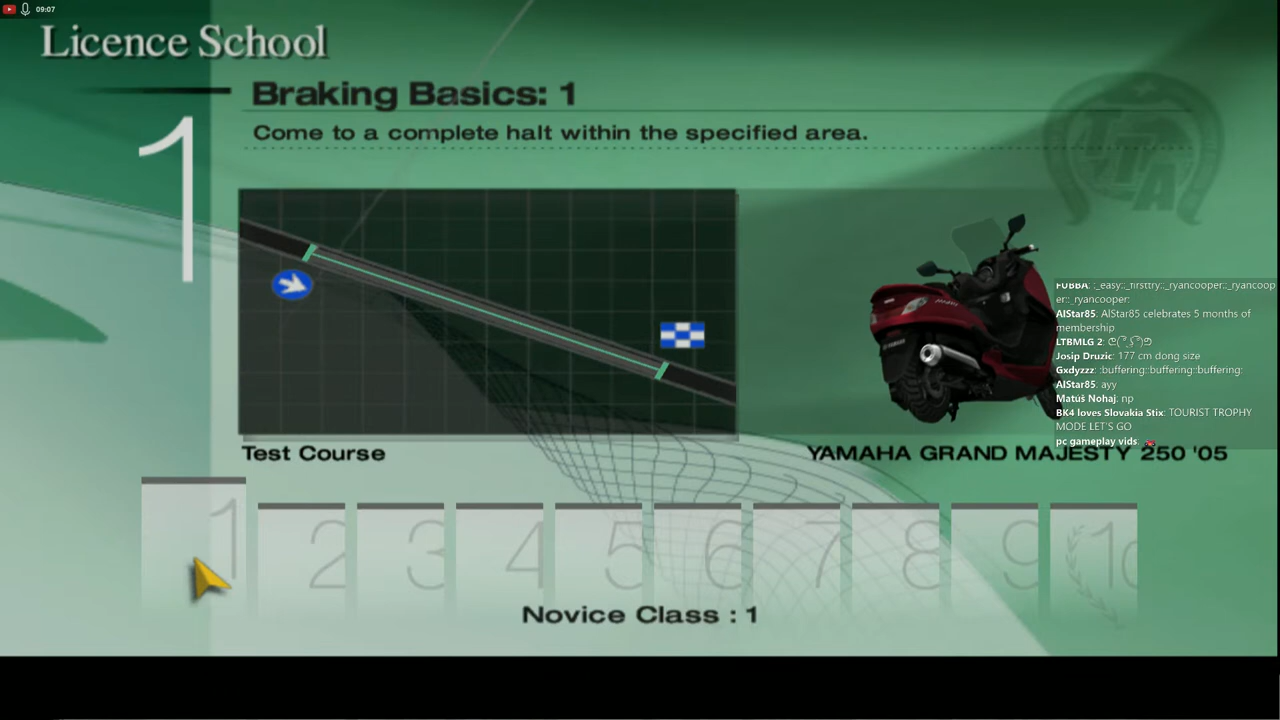 09:07
Licence School
Braking Basics: 1
1
Come to a complete halt within the specified area.
TTA
FUBBA: :_easy::_firsttry::_ryancooper::_ryancoop
er::_ryancooper:
AlStar85: AlStar85 celebrates 5 months of
membership
LTBMLG 2:
Josip Druzic: 177 cm dong size
Gxdyzzz: :buffering::buffering::buffering:
AlStar85: ayy
Matúš Nohaj: np
BK4 loves Slovakia Stix: TOURIST TROPHY
MODE LET'S GO
pc gameplay vids:
Test Course
YAMAHA GRAND MAJESTY 250 '05
1 2 3 4 5 6 7 8 9 10
Novice Class : 1